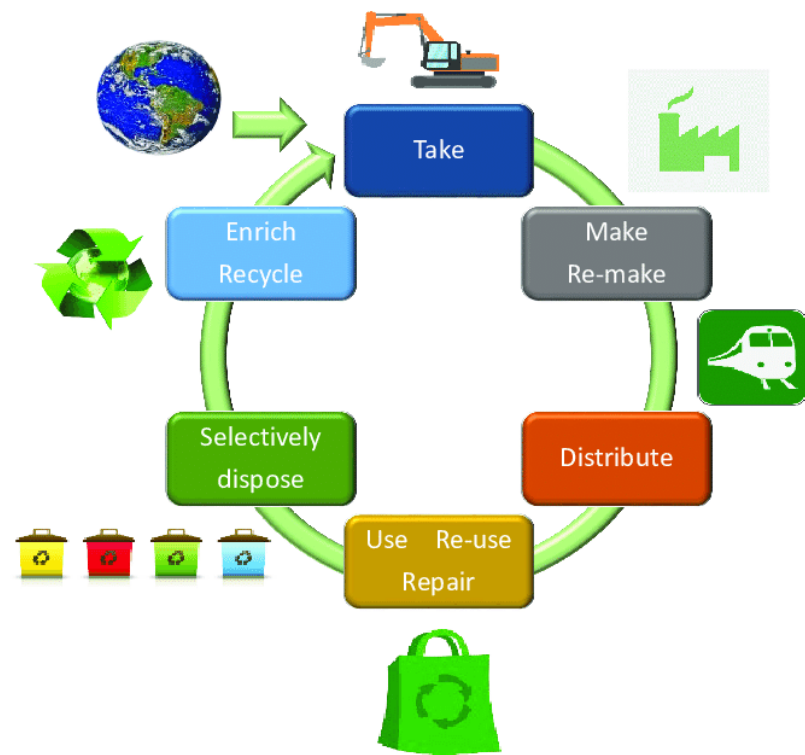 Take
Make
Re-make
Distribute
Use Re-use
Repair
Selectively
dispose
Enrich
Recycle